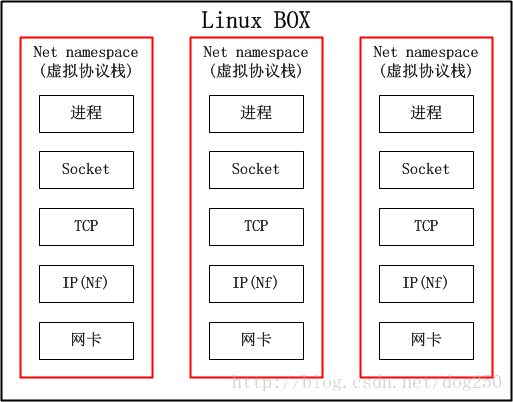 Linux BOX
Net namespace
(虚拟协议栈)
进程
Socket
TCP
IP(Nf)
网卡
Net namespace
(虚拟协议栈)
进程
Socket
TCP
IP(Nf)
网卡
Net namespace
(虚拟协议栈)
进程
Socket
TCP
IP(Nf)
网卡
http://blog.csdn.net/dog250